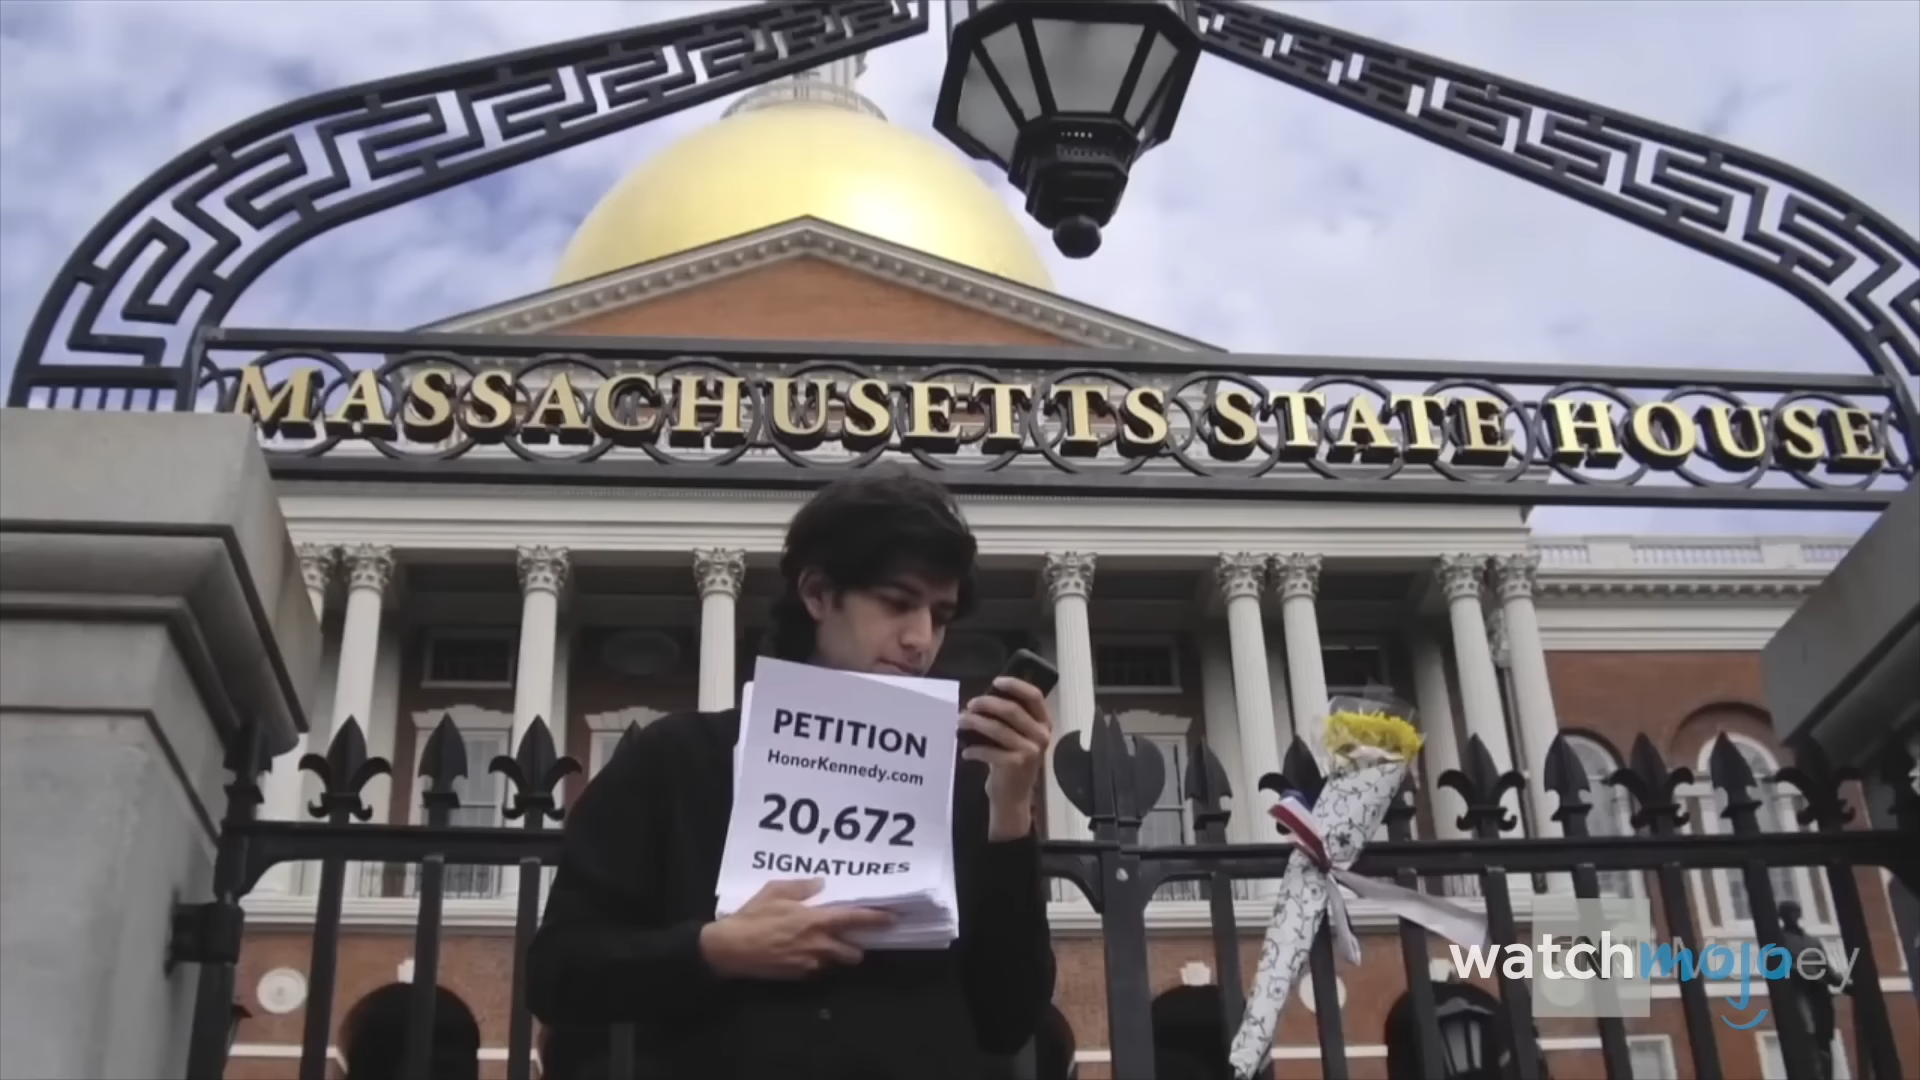 MASSACHUSETTS STATE HOUSE
PETITION
HonorKennedy.com
20,672
SIGNATURES
watchmojo